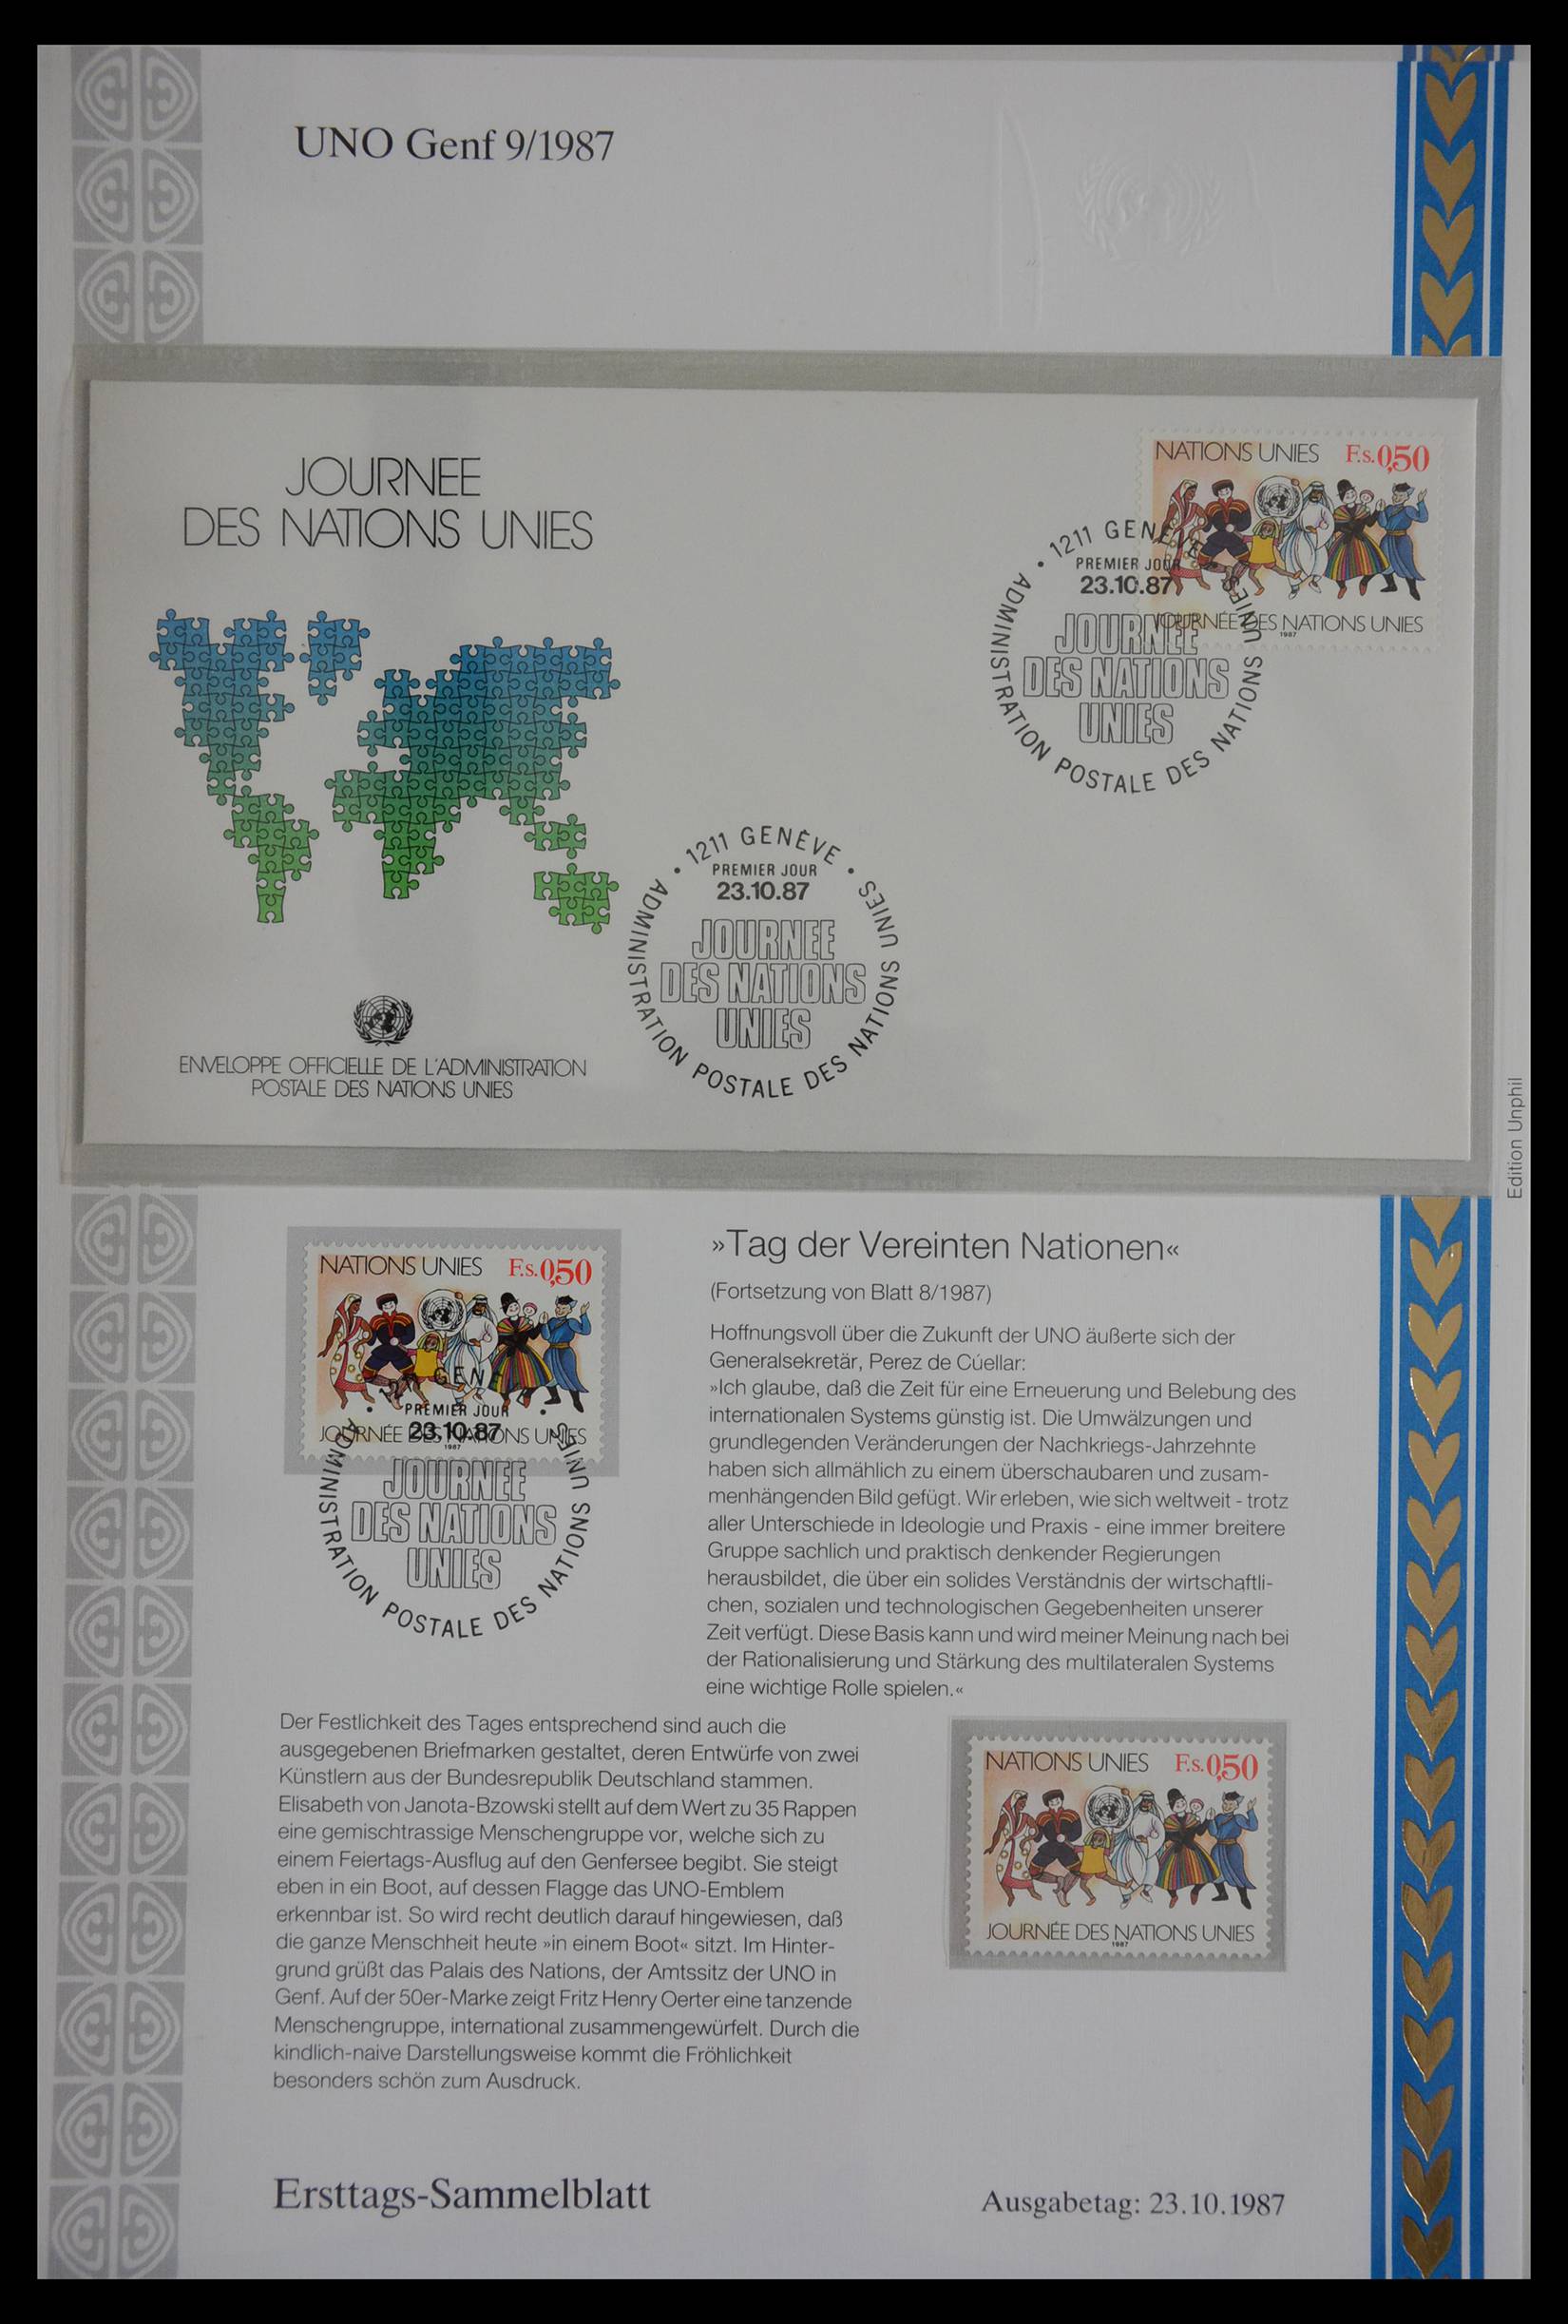 UNO Genf 9/1987
JOURNEE
DES NATIONS UNIES
NATIONS UNIES F.s.0,50
JOURNÉE DES NATIONS UNIES
1987
• 1211 GENÈVE
PREMIER JOUR
23.10.87
JOURNEE
DES NATIONS
UNIES
ADMINISTRATION POSTALE DES NATIONS UNIES
• 1211 GENÈVE •
PREMIER JOUR
23.10.87
JOURNEE
DES NATIONS
UNIES
ADMINISTRATION POSTALE DES NATIONS UNIES
ENVELOPPE OFFICIELLE DE L'ADMINISTRATION
POSTALE DES NATIONS UNIES
Edition Unphil
NATIONS UNIES F.s.0,50
JOURNÉE DES NATIONS UNIES
1987
PREMIER JOUR
23.10.87
JOURNEE
DES NATIONS
UNIES
ADMINISTRATION POSTALE DES NATIONS UNIES
»Tag der Vereinten Nationen«
(Fortsetzung von Blatt 8/1987)
Hoffnungsvoll über die Zukunft der UNO äußerte sich der
Generalsekretär, Perez de Cúellar:
»Ich glaube, daß die Zeit für eine Erneuerung und Belebung des
internationalen Systems günstig ist. Die Umwälzungen und
grundlegenden Veränderungen der Nachkriegs-Jahrzehnte
haben sich allmählich zu einem überschaubaren und zusam-
menhängenden Bild gefügt. Wir erleben, wie sich weltweit - trotz
aller Unterschiede in Ideologie und Praxis - eine immer breitere
Gruppe sachlich und praktisch denkender Regierungen
herausbildet, die über ein solides Verständnis der wirtschaftli-
chen, sozialen und technologischen Gegebenheiten unserer
Zeit verfügt. Diese Basis kann und wird meiner Meinung nach bei
der Rationalisierung und Stärkung des multilateralen Systems
eine wichtige Rolle spielen.«
Der Festlichkeit des Tages entsprechend sind auch die
ausgegebenen Briefmarken gestaltet, deren Entwürfe von zwei
Künstlern aus der Bundesrepublik Deutschland stammen.
Elisabeth von Janota-Bzowski stellt auf dem Wert zu 35 Rappen
eine gemischtrassige Menschengruppe vor, welche sich zu
einem Feiertags-Ausflug auf den Genfersee begibt. Sie steigt
eben in ein Boot, auf dessen Flagge das UNO-Emblem
erkennbar ist. So wird recht deutlich darauf hingewiesen, daß
die ganze Menschheit heute »in einem Boot« sitzt. Im Hinter-
grund grüßt das Palais des Nations, der Amtssitz der UNO in
Genf. Auf der 50er-Marke zeigt Fritz Henry Oerter eine tanzende
Menschengruppe, international zusammengewürfelt. Durch die
kindlich-naive Darstellungsweise kommt die Fröhlichkeit
besonders schön zum Ausdruck.
NATIONS UNIES F.s.0,50
JOURNÉE DES NATIONS UNIES
1987
Ersttags-Sammelblatt
Ausgabetag: 23.10.1987